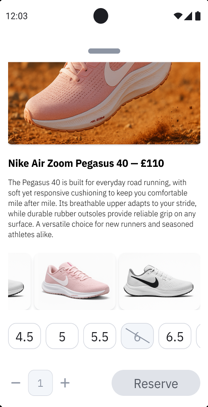 12:03
Nike Air Zoom Pegasus 40 — £110
The Pegasus 40 is built for everyday road running, with
soft yet responsive cushioning to keep you comfortable
mile after mile. Its breathable upper adapts to your stride,
while durable rubber outsoles provide reliable grip on any
surface. A versatile choice for new runners and seasoned
athletes alike.
4.5 5 5.5 6 6.5
1 Reserve